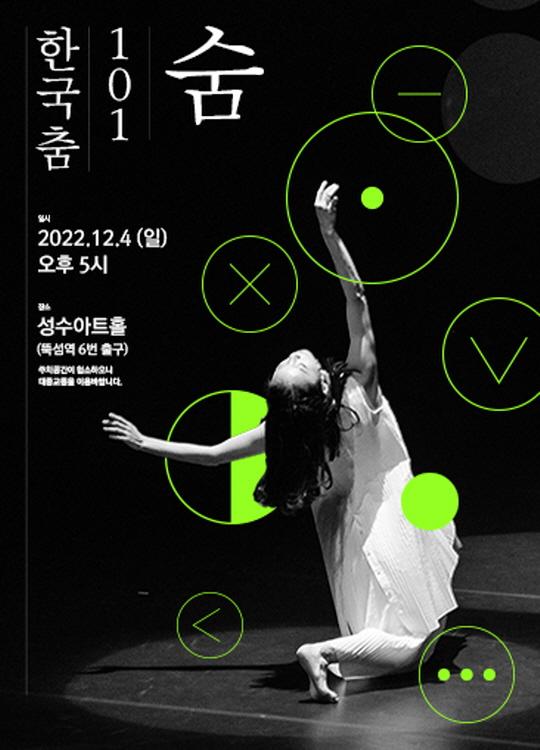 숨
101
한국춤
일시
2022.12.4 (일)
오후 5시
장소
성수아트홀
(뚝섬역 6번 출구)
주차공간이 협소하오니
대중교통을 이용바랍니다.